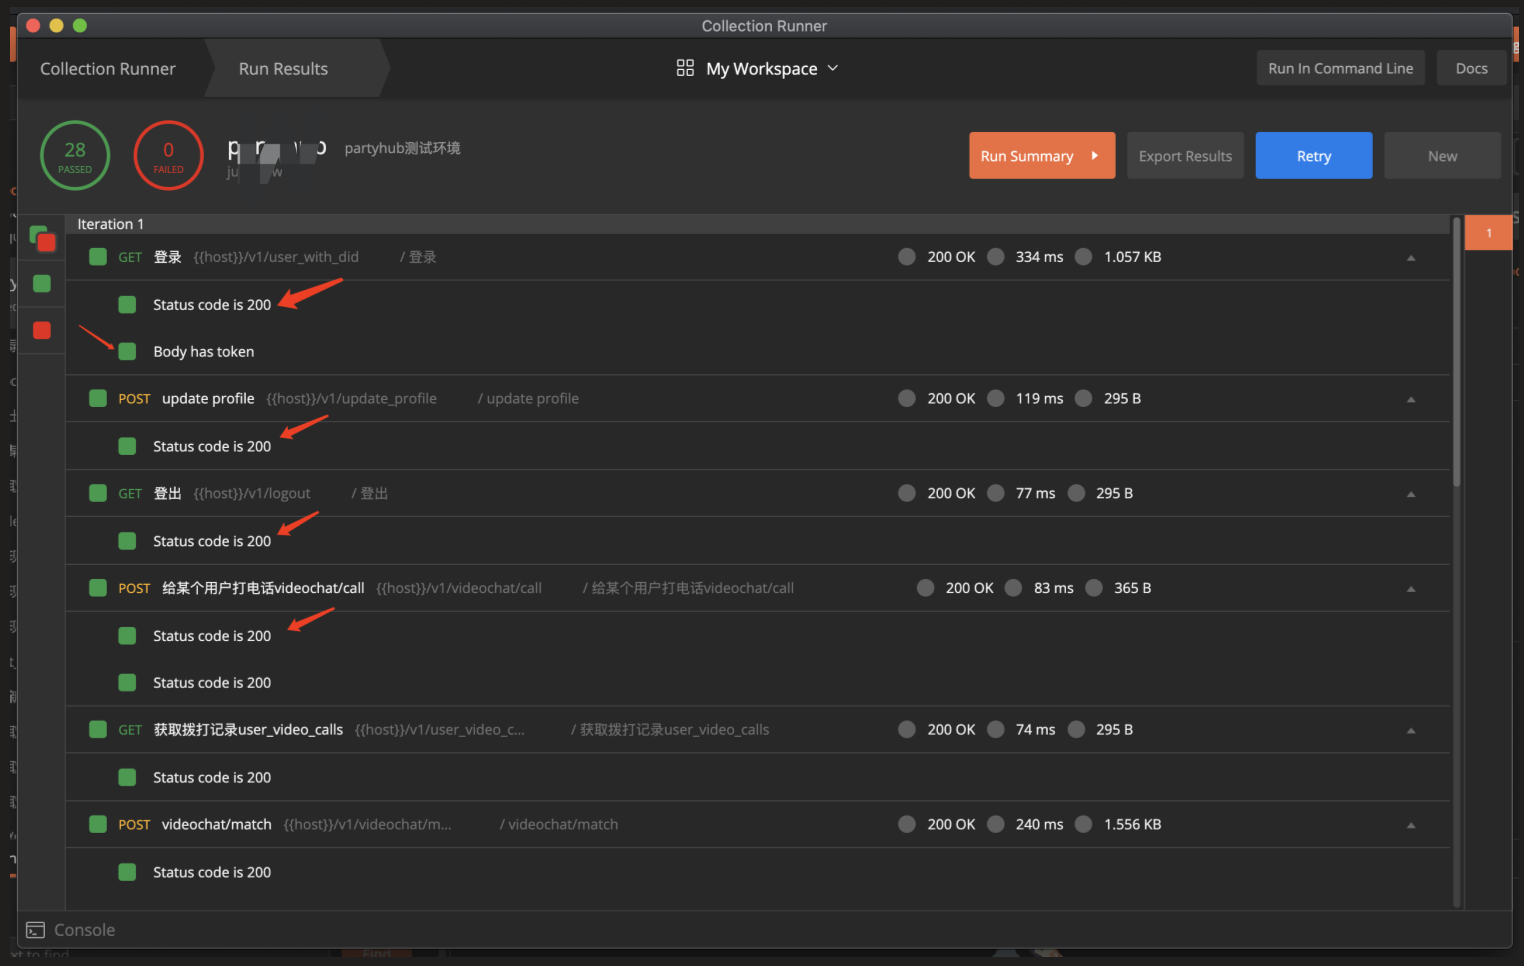 Collection Runner
Collection Runner Run Results My Workspace Run In Command Line Docs
28 PASSED 0 FAILED partyhub测试环境 Run Summary Export Results Retry New
Iteration 1 1
GET 登录 {{host}}/v1/user_with_did / 登录 200 OK 334 ms 1.057 KB
Status code is 200
Body has token
POST update profile {{host}}/v1/update_profile / update profile 200 OK 119 ms 295 B
Status code is 200
GET 登出 {{host}}/v1/logout / 登出 200 OK 77 ms 295 B
Status code is 200
POST 给某个用户打电话videochat/call {{host}}/v1/videochat/call / 给某个用户打电话videochat/call 200 OK 83 ms 365 B
Status code is 200
Status code is 200
GET 获取拨打记录user_video_calls {{host}}/v1/user_video_c... / 获取拨打记录user_video_calls 200 OK 74 ms 295 B
Status code is 200
POST videochat/match {{host}}/v1/videochat/m... / videochat/match 200 OK 240 ms 1.556 KB
Status code is 200
Console